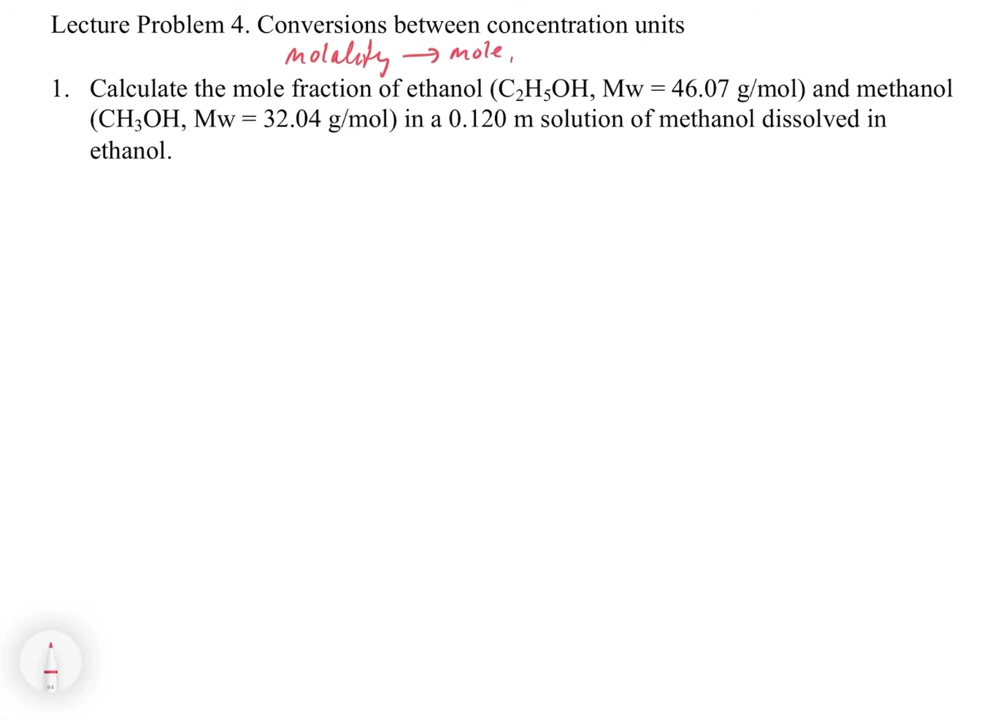 Lecture Problem 4. Conversions between concentration units
molality → mole,
1. Calculate the mole fraction of ethanol (C₂H₅OH, Mw = 46.07 g/mol) and methanol
(CH₃OH, Mw = 32.04 g/mol) in a 0.120 m solution of methanol dissolved in
ethanol.